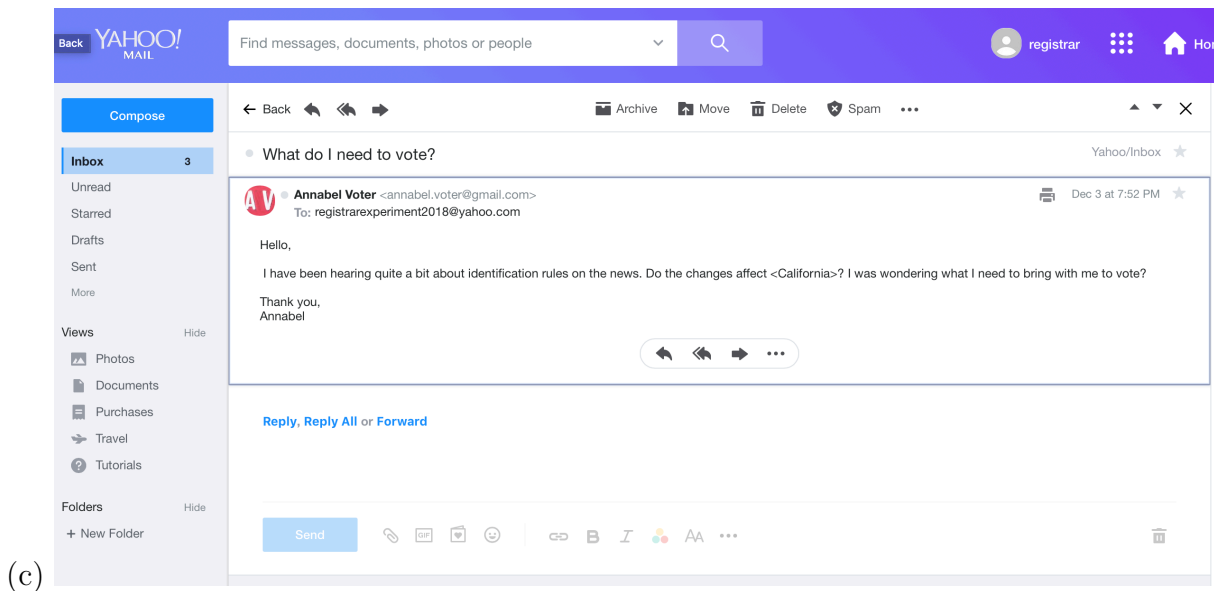 Back YAHOO! MAIL
Find messages, documents, photos or people
registrar
Hor
Compose
Back
Archive Move Delete Spam
Inbox 3
What do I need to vote?
Yahoo/Inbox
Unread
AV
Annabel Voter <annabel.voter@gmail.com>
Dec 3 at 7:52 PM
Starred
To: registrarexperiment2018@yahoo.com
Drafts
Hello,
Sent
I have been hearing quite a bit about identification rules on the news. Do the changes affect <California>? I was wondering what I need to bring with me to vote?
More
Thank you,
Annabel
Views Hide
Photos
Documents
Purchases
Reply, Reply All or Forward
Travel
Tutorials
Folders Hide
+ New Folder
Send
GIF
B I AA
(c)